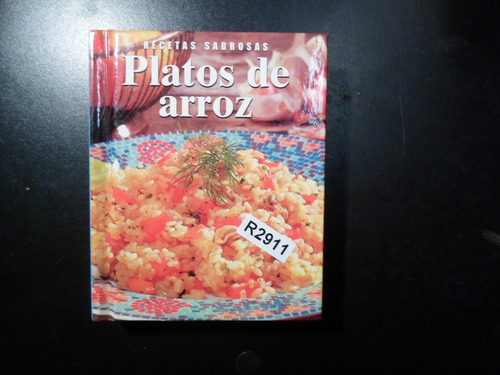 RECETAS SABROSAS
Platos de
arroz
R2911